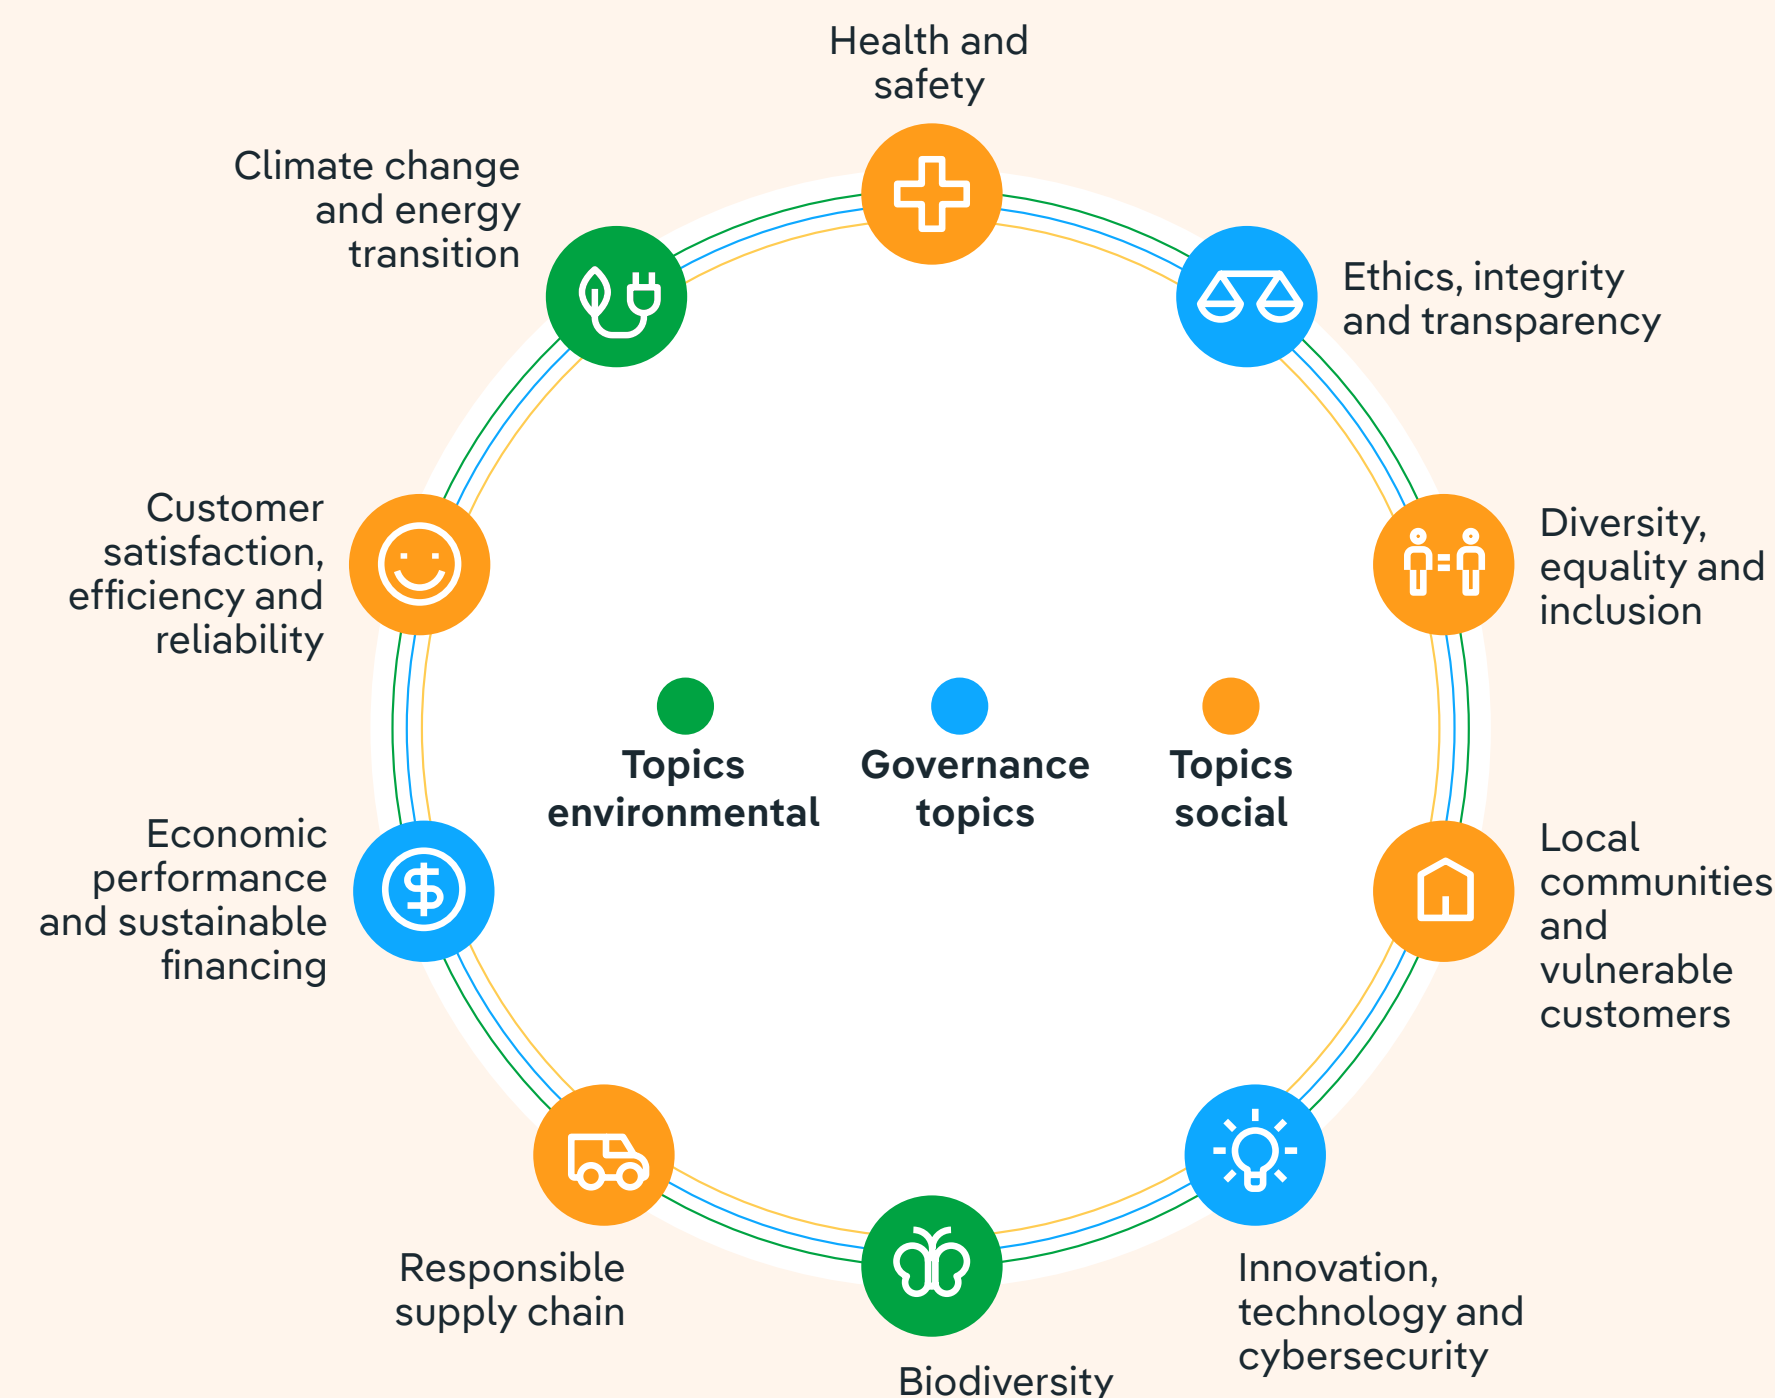 Health and
safety
Climate change
and energy
transition
Ethics, integrity
and transparency
Customer
satisfaction,
efficiency and
reliability
Diversity,
equality and
inclusion
Topics
environmental
Governance
topics
Topics
social
Economic
performance
and sustainable
financing
Local
communities
and
vulnerable
customers
Responsible
supply chain
Innovation,
technology and
cybersecurity
Biodiversity